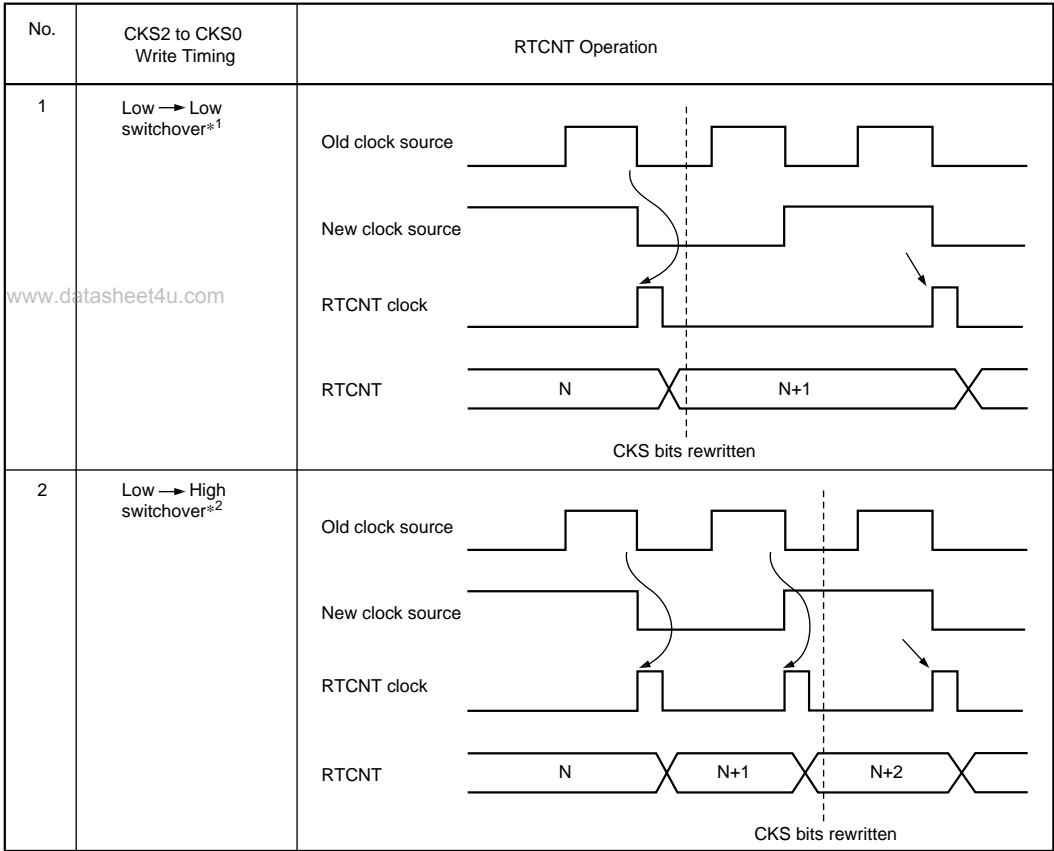 No.
CKS2 to CKS0
Write Timing
RTCNT Operation
1
Low → Low
switchover*1
Old clock source
New clock source
RTCNT clock
RTCNT
N
N+1
CKS bits rewritten
www.datasheet4u.com
2
Low → High
switchover*2
Old clock source
New clock source
RTCNT clock
RTCNT
N
N+1
N+2
CKS bits rewritten